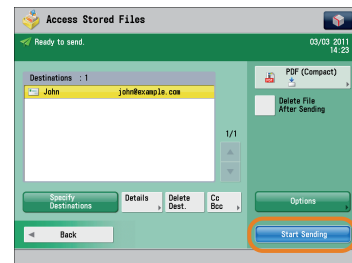 Access Stored Files
Ready to send.
03/03 2011
14:23
Destinations : 1
John john@example.com
1/1
PDF (Compact)
Delete File
After Sending
Specify
Destinations
Details
Delete
Dest.
Cc
Bcc
Options
Back
Start Sending